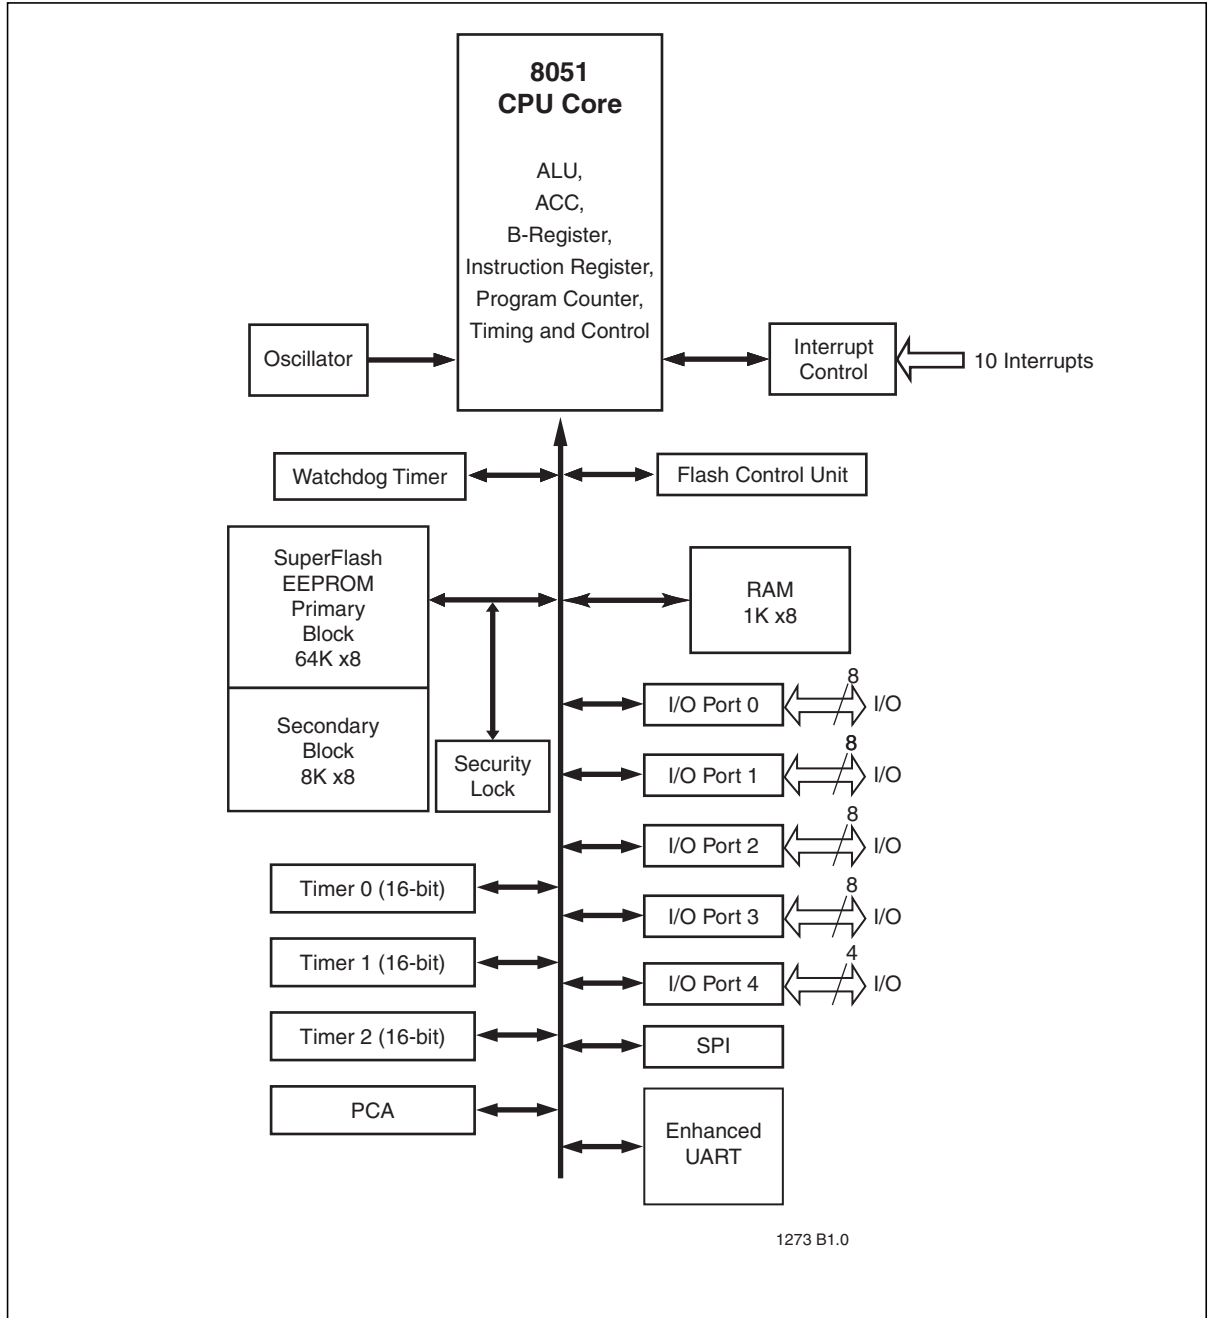 8051
CPU Core
ALU,
ACC,
B-Register,
Instruction Register,
Program Counter,
Timing and Control
Oscillator
Interrupt
Control
10 Interrupts
Watchdog Timer
Flash Control Unit
SuperFlash
EEPROM
Primary
Block
64K x8
RAM
1K x8
Secondary
Block
8K x8
Security
Lock
I/O Port 0
8
I/O
I/O Port 1
8
I/O
I/O Port 2
8
I/O
Timer 0 (16-bit)
I/O Port 3
8
I/O
Timer 1 (16-bit)
I/O Port 4
4
I/O
Timer 2 (16-bit)
SPI
PCA
Enhanced
UART
1273 B1.0